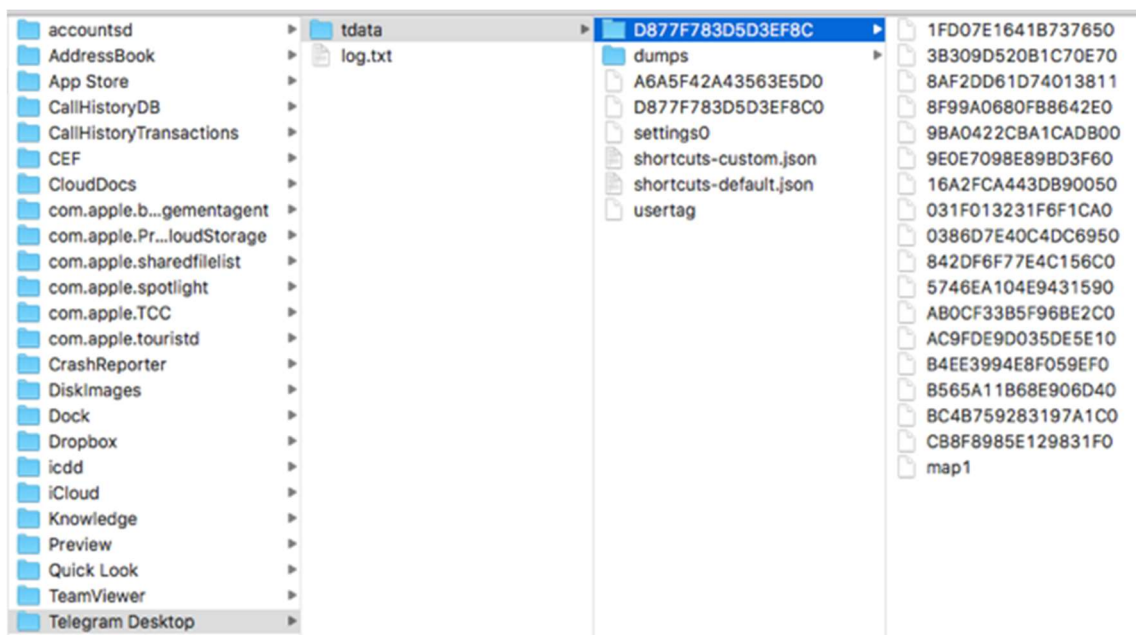 accountsd
AddressBook
App Store
CallHistoryDB
CallHistoryTransactions
CEF
CloudDocs
com.apple.b...gementagent
com.apple.Pr...loudStorage
com.apple.sharedfilelist
com.apple.spotlight
com.apple.TCC
com.apple.touristd
CrashReporter
DiskImages
Dock
Dropbox
icdd
iCloud
Knowledge
Preview
Quick Look
TeamViewer
Telegram Desktop
tdata
log.txt
D877F783D5D3EF8C
dumps
A6A5F42A43563E5D0
D877F783D5D3EF8C0
settings0
shortcuts-custom.json
shortcuts-default.json
usertag
1FD07E1641B737650
3B309D520B1C70E70
8AF2DD61D74013811
8F99A0680FB8642E0
9BA0422CBA1CADB00
9E0E7098E89BD3F60
16A2FCA443DB90050
031F013231F6F1CA0
0386D7E40C4DC6950
842DF6F77E4C156C0
5746EA104E9431590
AB0CF33B5F96BE2C0
AC9FDE9D035DE5E10
B4EE3994E8F059EF0
B565A11B68E906D40
BC4B759283197A1C0
CB8F8985E129831F0
map1